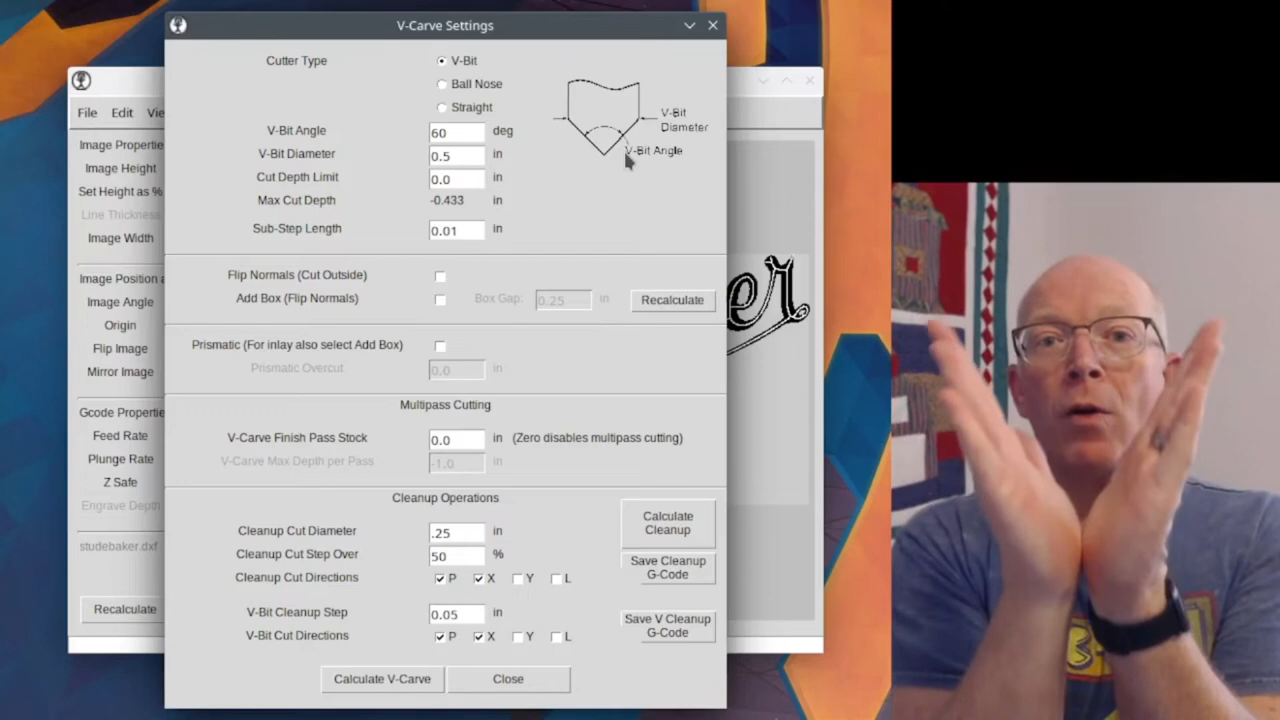 V-Carve Settings
Cutter Type
V-Bit
Ball Nose
Straight
V-Bit Diameter
V-Bit Angle
V-Bit Angle 60 deg
V-Bit Diameter 0.5 in
Cut Depth Limit 0.0 in
Max Cut Depth -0.433 in
Sub-Step Length 0.01 in
Flip Normals (Cut Outside)
Add Box (Flip Normals) Box Gap: 0.25 in Recalculate
Prismatic (For inlay also select Add Box)
Prismatic Overcut 0.0 in
Multipass Cutting
V-Carve Finish Pass Stock 0.0 in (Zero disables multipass cutting)
V-Carve Max Depth per Pass -1.0 in
Cleanup Operations
Cleanup Cut Diameter .25 in
Cleanup Cut Step Over 50 %
Cleanup Cut Directions P X Y L
V-Bit Cleanup Step 0.05 in
V-Bit Cut Directions P X Y L
Calculate Cleanup
Save Cleanup G-Code
Save V Cleanup G-Code
Calculate V-Carve Close
File Edit Vie
Image Propertie
Image Height
Set Height as %
Line Thickness
Image Width
Image Position a
Image Angle
Origin
Flip Image
Mirror Image
Gcode Propertie
Feed Rate
Plunge Rate
Z Safe
Engrave Depth
studebaker.dxf
Recalculate
er